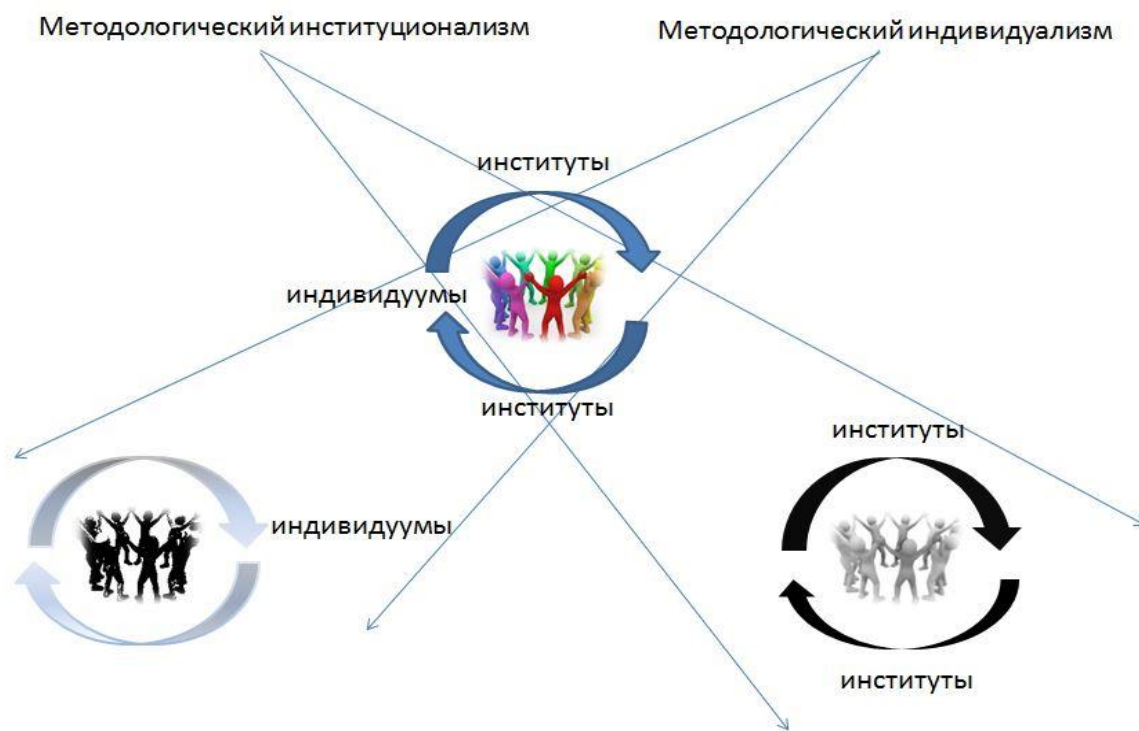 Методологический институционализм
Методологический индивидуализм
институты
индивидуумы
институты
институты
индивидуумы
институты